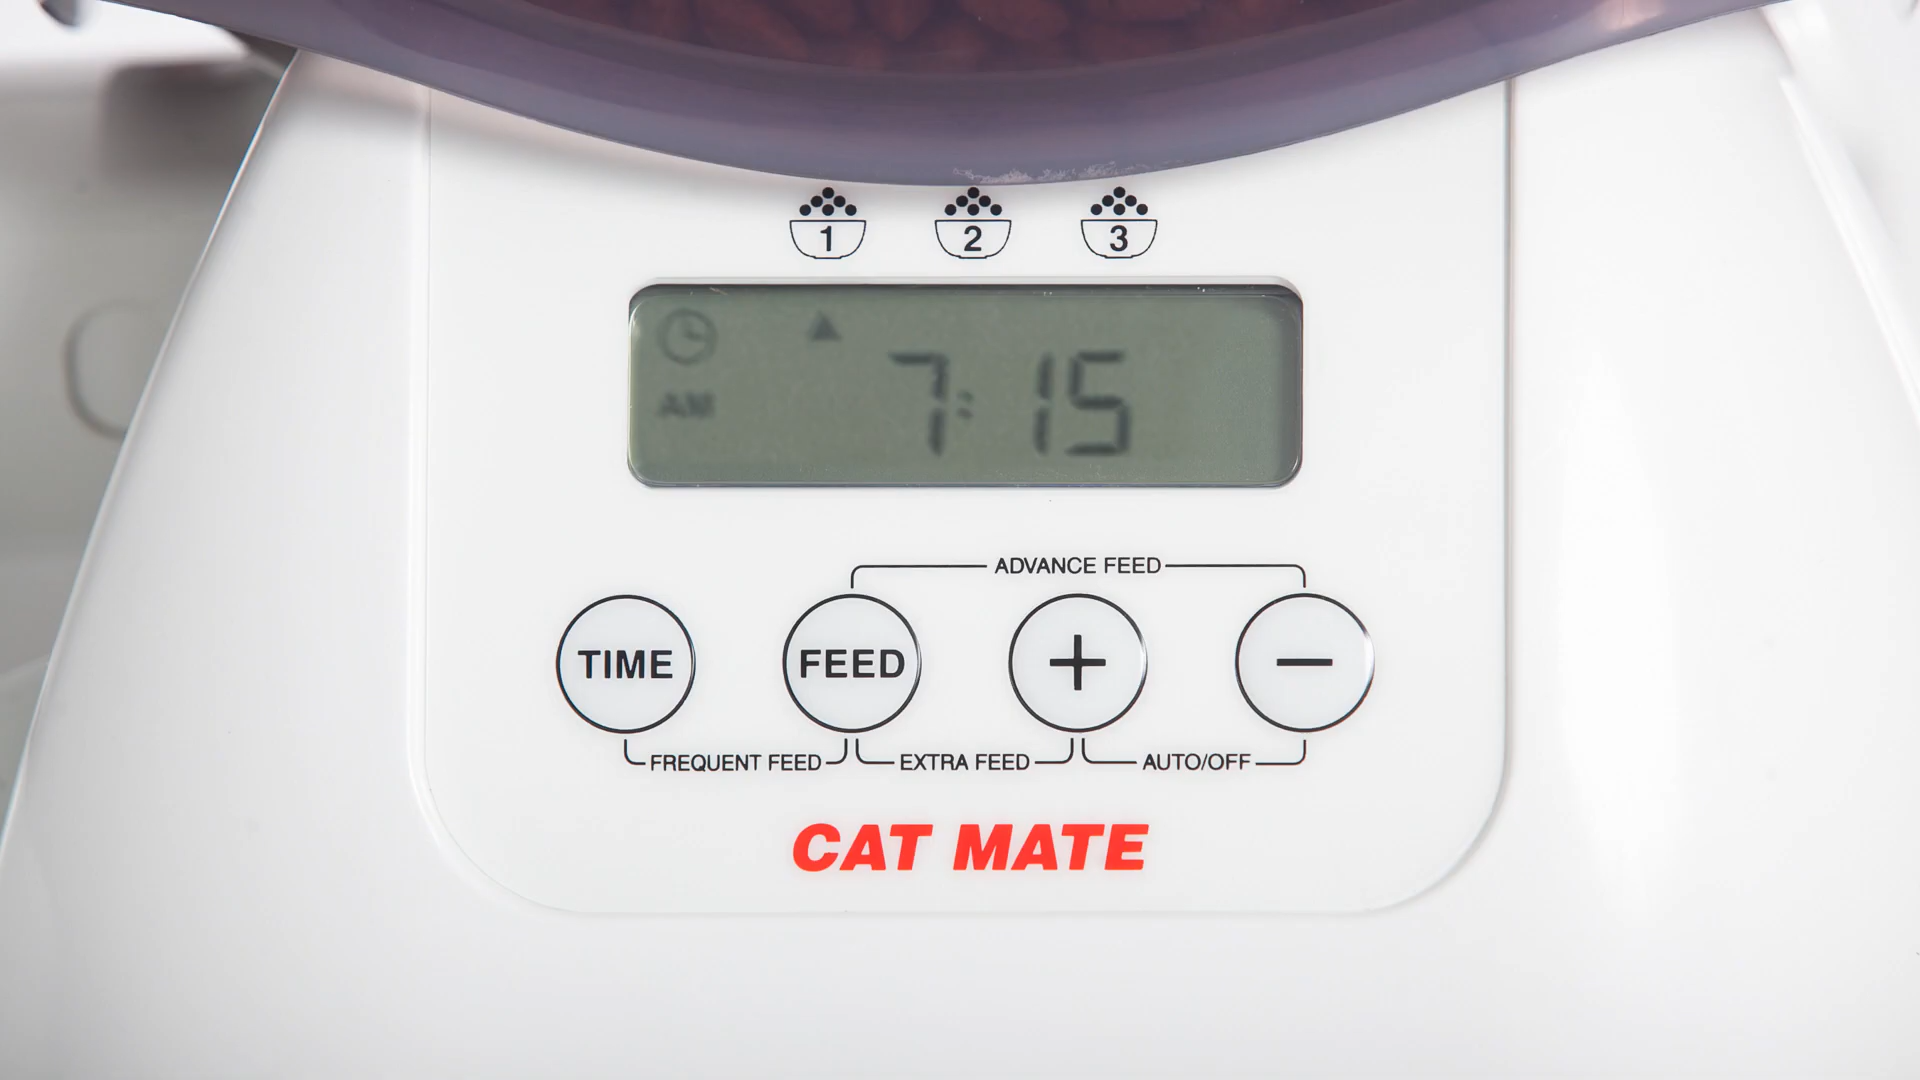 1 2 3
AM 7:15
ADVANCE FEED
TIME FEED + −
FREQUENT FEED EXTRA FEED AUTO/OFF
CAT MATE